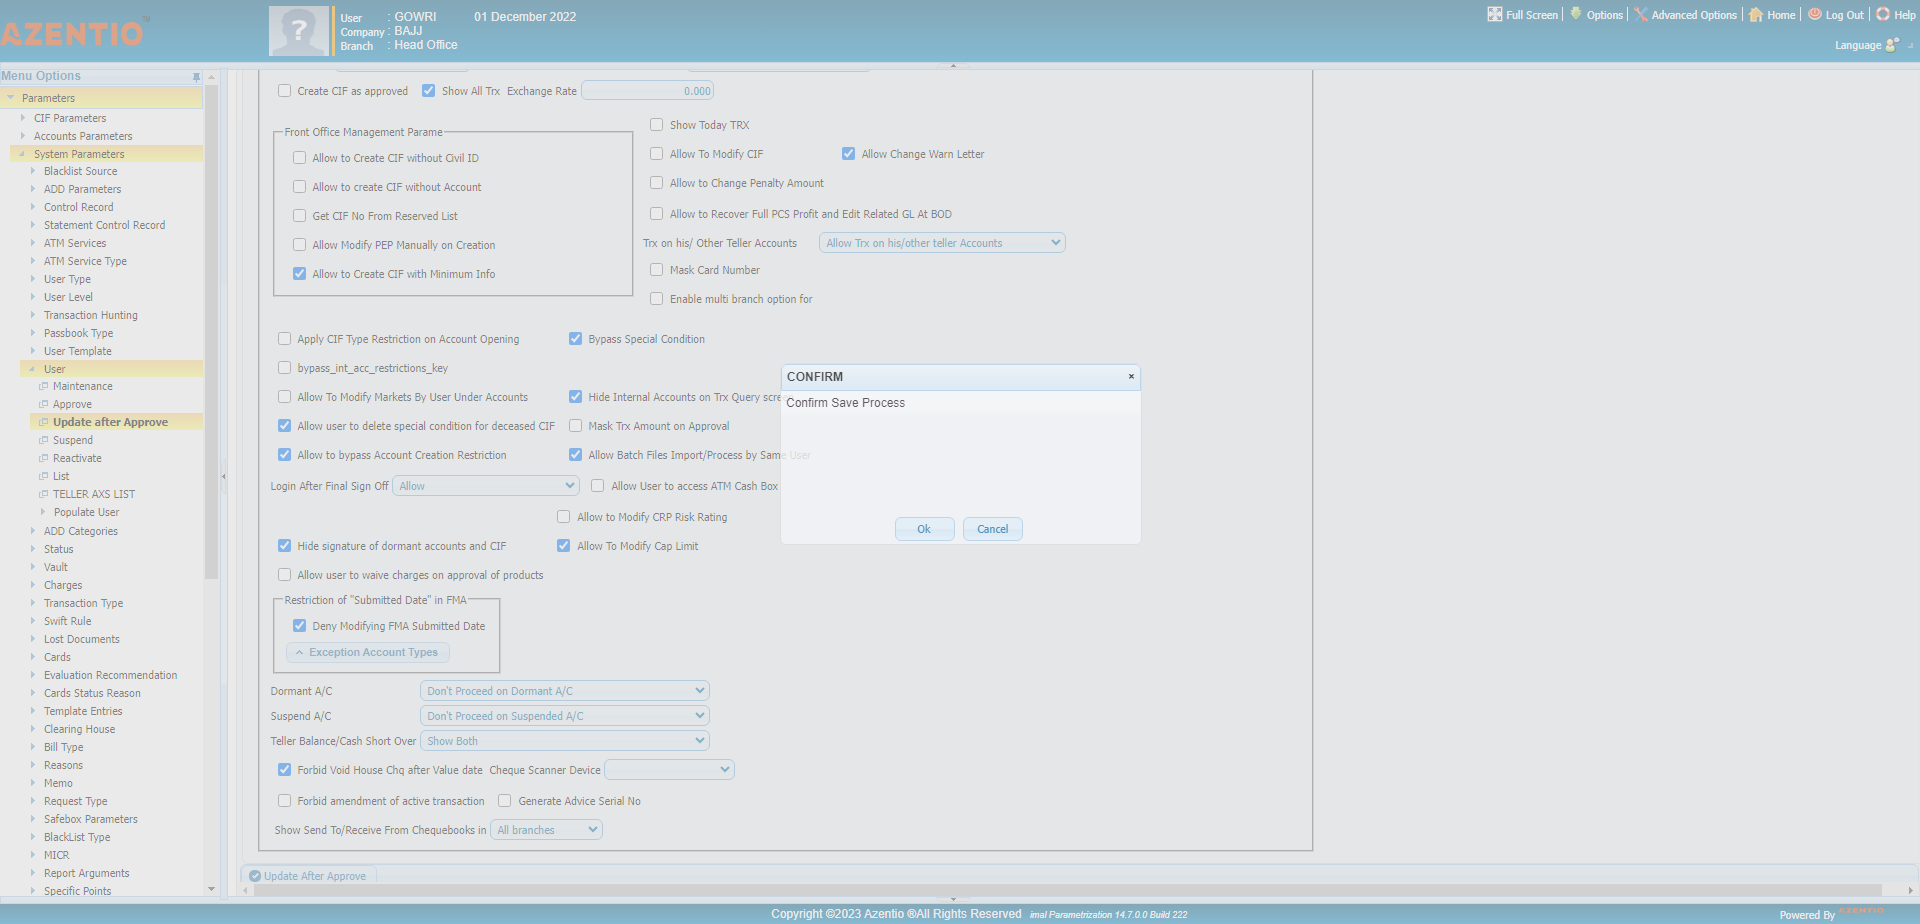 AZENTIO™
User : GOWRI 01 December 2022
Company : BAJJ
Branch : Head Office
Full Screen | Options | Advanced Options | Home | Log Out | Help
Language
Menu Options
Parameters
CIF Parameters
Accounts Parameters
System Parameters
Blacklist Source
ADD Parameters
Control Record
Statement Control Record
ATM Services
ATM Service Type
User Type
User Level
Transaction Hunting
Passbook Type
User Template
User
Maintenance
Approve
Update after Approve
Suspend
Reactivate
List
TELLER AXS LIST
Populate User
ADD Categories
Status
Vault
Charges
Transaction Type
Swift Rule
Lost Documents
Cards
Evaluation Recommendation
Cards Status Reason
Template Entries
Clearing House
Bill Type
Reasons
Memo
Request Type
Safebox Parameters
BlackList Type
MICR
Report Arguments
Specific Points
Create CIF as approved Show All Trx Exchange Rate 0.000
Front Office Management Parame
Allow to Create CIF without Civil ID
Allow to create CIF without Account
Get CIF No From Reserved List
Allow Modify PEP Manually on Creation
Allow to Create CIF with Minimum Info
Show Today TRX
Allow To Modify CIF Allow Change Warn Letter
Allow to Change Penalty Amount
Allow to Recover Full PCS Profit and Edit Related GL At BOD
Trx on his/ Other Teller Accounts Allow Trx on his/other teller Accounts
Mask Card Number
Enable multi branch option for
Apply CIF Type Restriction on Account Opening Bypass Special Condition
bypass_int_acc_restrictions_key
Allow To Modify Markets By User Under Accounts Hide Internal Accounts on Trx Query scre
Allow user to delete special condition for deceased CIF Mask Trx Amount on Approval
Allow to bypass Account Creation Restriction Allow Batch Files Import/Process by Same User
Login After Final Sign Off Allow Allow User to access ATM Cash Box
Allow to Modify CRP Risk Rating
Hide signature of dormant accounts and CIF Allow To Modify Cap Limit
Allow user to waive charges on approval of products
Restriction of "Submitted Date" in FMA
Deny Modifying FMA Submitted Date
Exception Account Types
Dormant A/C Don't Proceed on Dormant A/C
Suspend A/C Don't Proceed on Suspended A/C
Teller Balance/Cash Short Over Show Both
Forbid Void House Chq after Value date Cheque Scanner Device
Forbid amendment of active transaction Generate Advice Serial No
Show Send To/Receive From Chequebooks in All branches
CONFIRM ×
Confirm Save Process
Ok Cancel
Update After Approve
Copyright ©2023 Azentio ®All Rights Reserved imal Parametrization 14.7.0.0 Build 222
Powered By AZENTIO